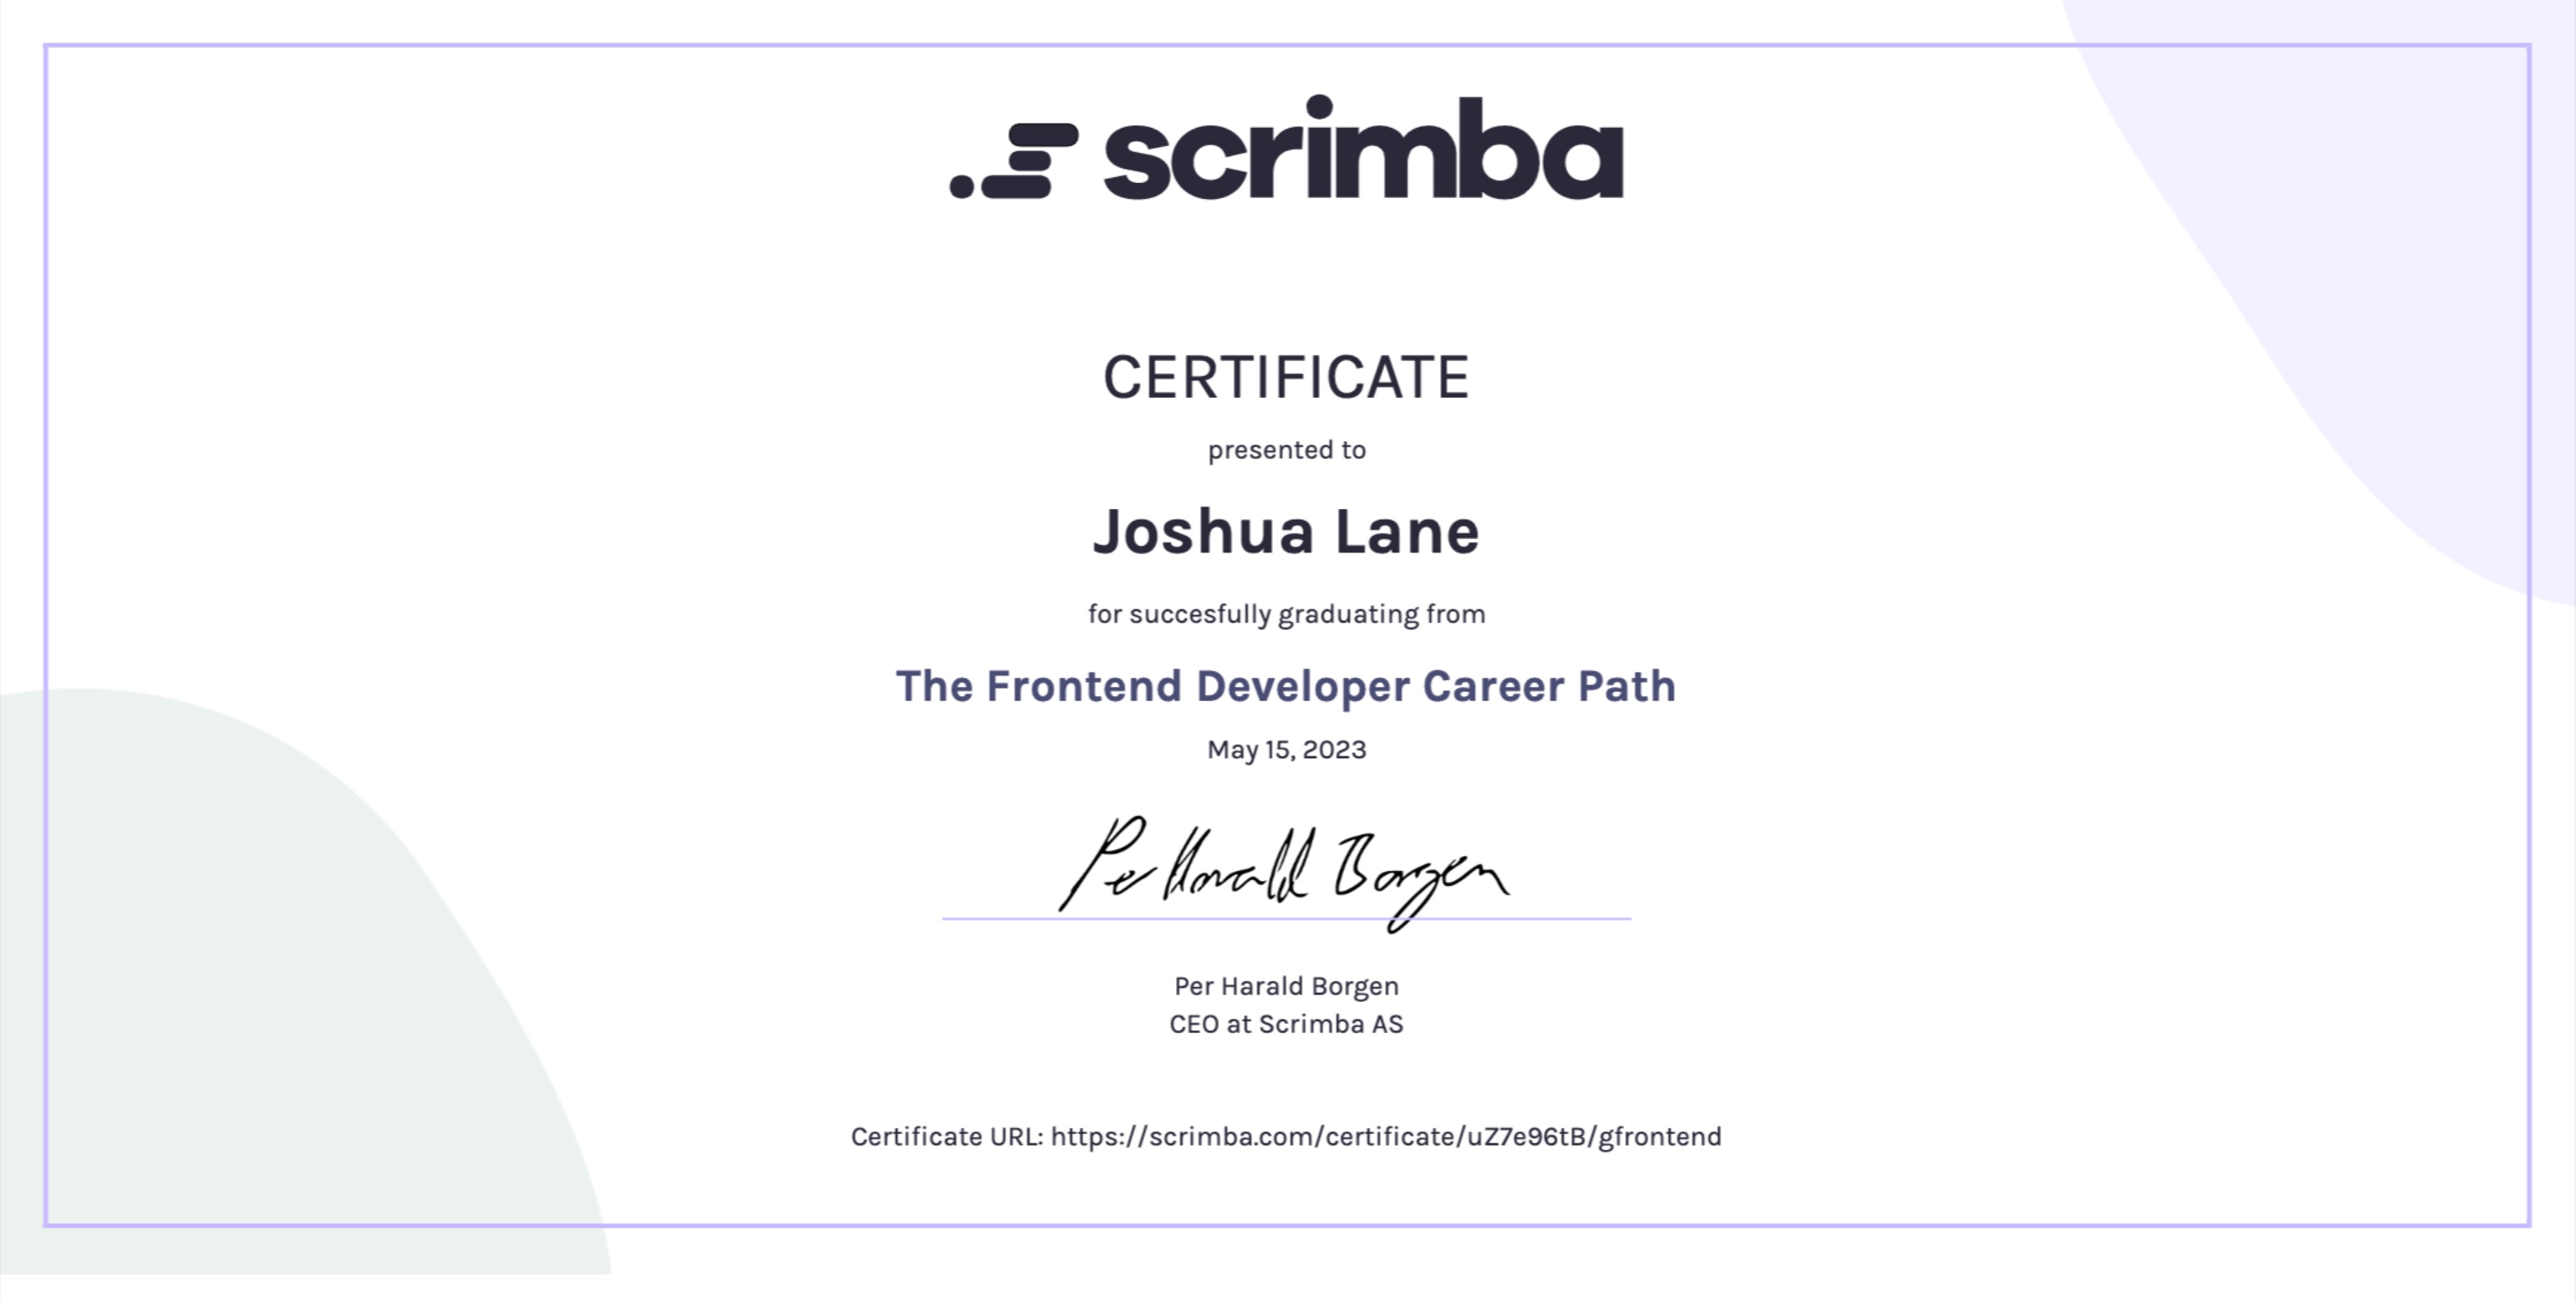 scrimba
CERTIFICATE
presented to
Joshua Lane
for succesfully graduating from
The Frontend Developer Career Path
May 15, 2023
Per Harald Borgen
Per Harald Borgen
CEO at Scrimba AS
Certificate URL: https://scrimba.com/certificate/uZ7e96tB/gfrontend